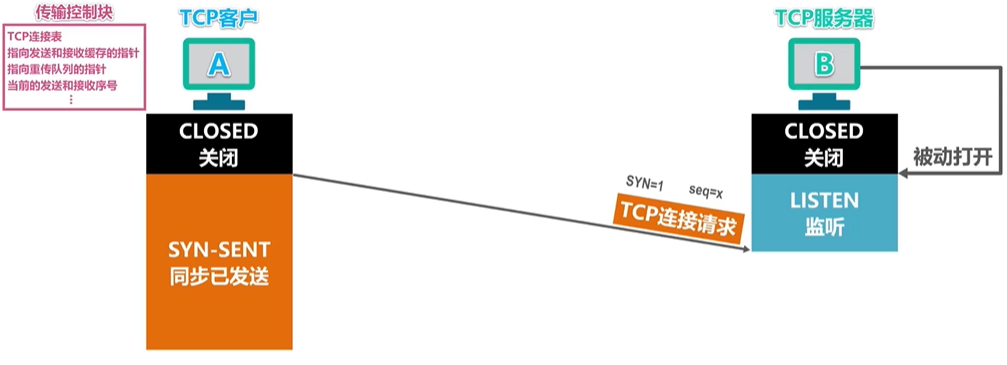 传输控制块
TCP连接表
指向发送和接收缓存的指针
指向重传队列的指针
当前的发送和接收序号
⋮
TCP客户
A
CLOSED
关闭
SYN-SENT
同步已发送
SYN=1 seq=x
TCP连接请求
TCP服务器
B
CLOSED
关闭
被动打开
LISTEN
监听